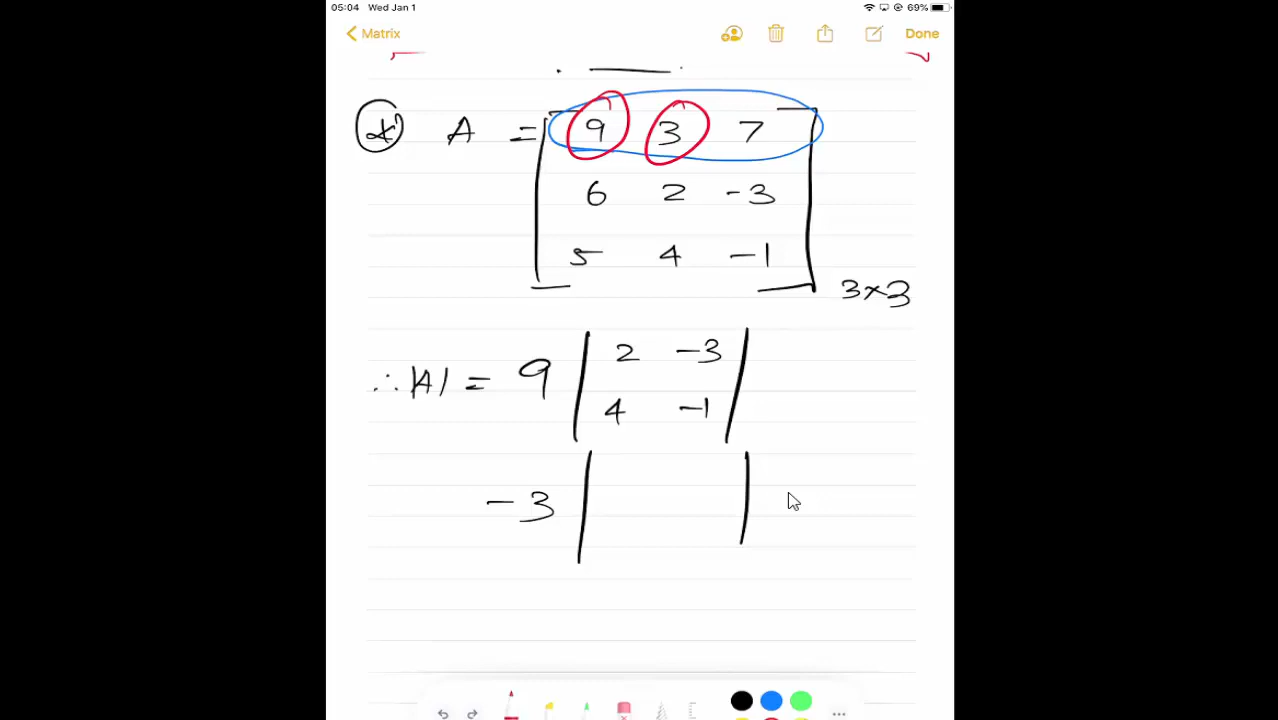 05:04 Wed Jan 1 69%
Matrix Done
A = 9 3 7
6 2 -3
5 4 -1
3×3
∴ |A| = 9 | 2 -3 |
| 4 -1 |
-3 | |